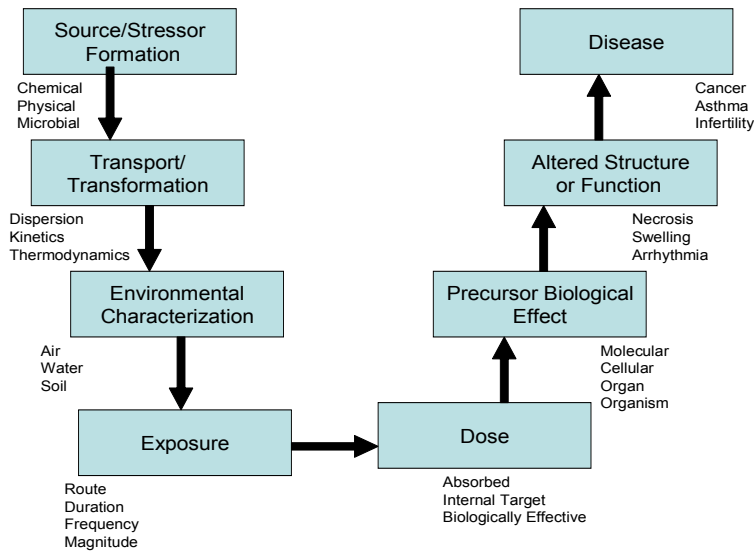 Source/Stressor
Formation
Chemical
Physical
Microbial
Transport/
Transformation
Dispersion
Kinetics
Thermodynamics
Environmental
Characterization
Air
Water
Soil
Exposure
Route
Duration
Frequency
Magnitude
Dose
Absorbed
Internal Target
Biologically Effective
Precursor Biological
Effect
Molecular
Cellular
Organ
Organism
Altered Structure
or Function
Necrosis
Swelling
Arrhythmia
Disease
Cancer
Asthma
Infertility